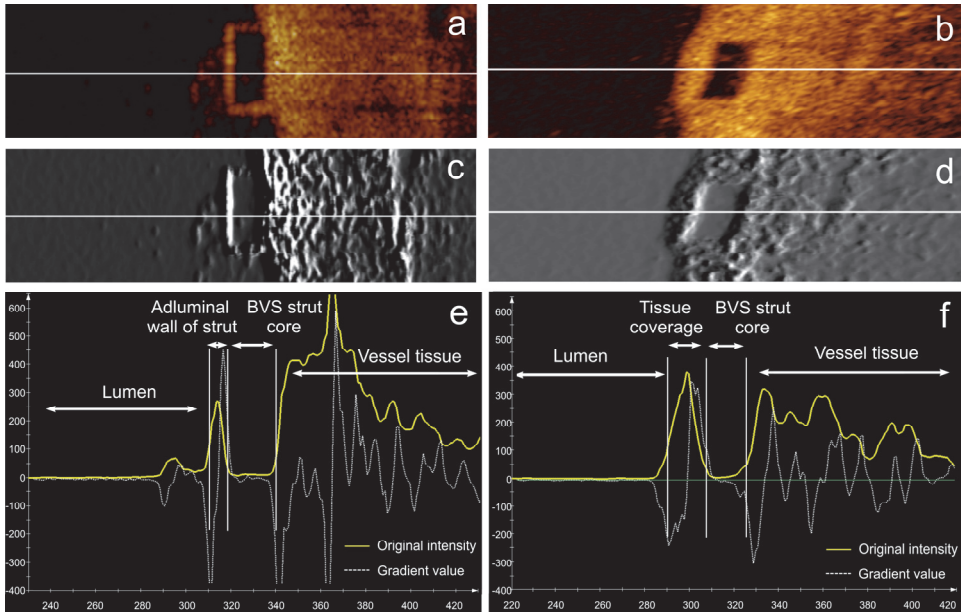 a
b
c
d
e
Adluminal
wall of strut
BVS strut
core
Vessel tissue
Lumen
600
500
400
300
200
100
0
-100
-200
-300
-400
Original intensity
Gradient value
240 260 280 300 320 340 360 380 400 420
f
Tissue
coverage
BVS strut
core
Lumen
Vessel tissue
600
500
400
300
200
100
0
-100
-200
-300
-400
Original intensity
Gradient value
220 240 260 280 300 320 340 360 380 400 420